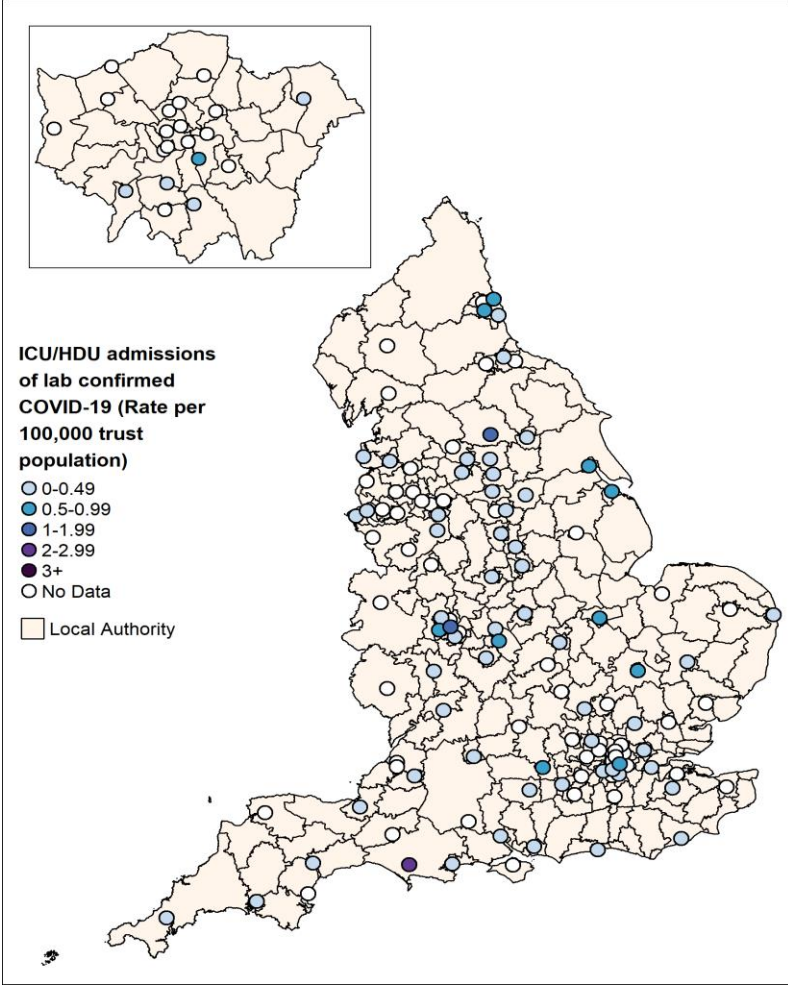 ICU/HDU admissions
of lab confirmed
COVID-19 (Rate per
100,000 trust
population)
0-0.49
0.5-0.99
1-1.99
2-2.99
3+
No Data
Local Authority